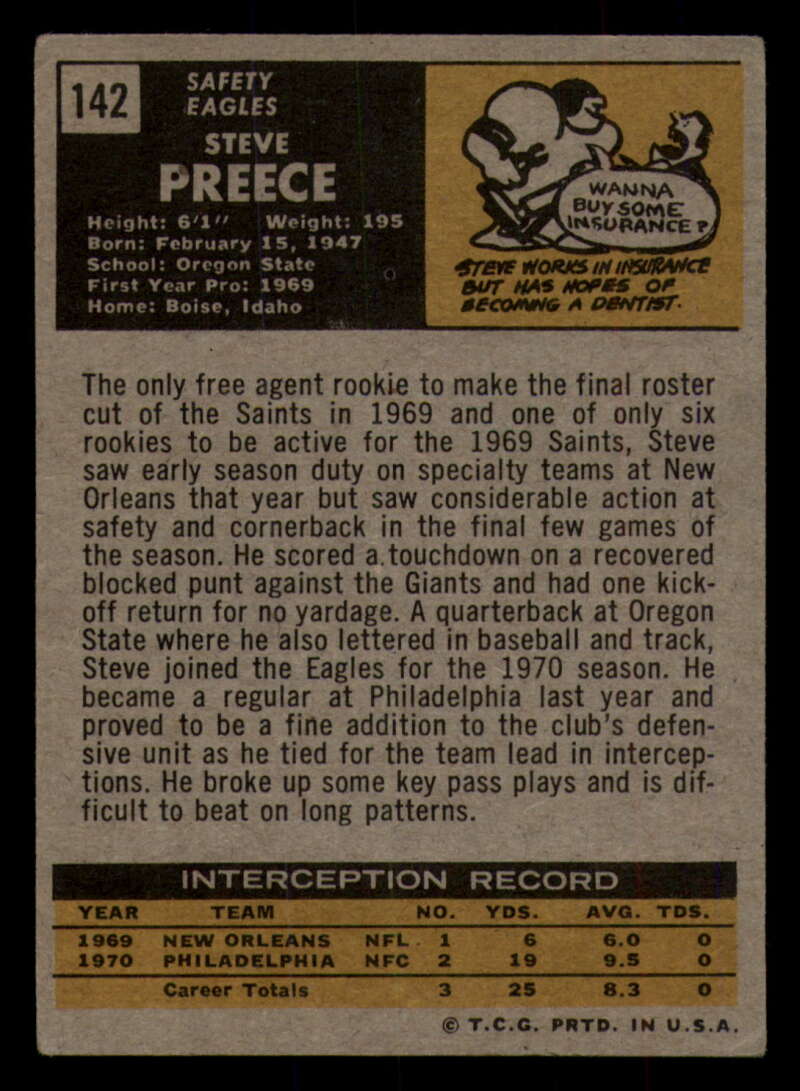 142
SAFETY
EAGLES
STEVE
PREECE
Height: 6'1" Weight: 195
Born: February 15, 1947
School: Oregon State
First Year Pro: 1969
Home: Boise, Idaho
WANNA
BUY SOME
INSURANCE?
STEVE WORKS IN INSURANCE
BUT HAS HOPES OF
BECOMING A DENTIST.
The only free agent rookie to make the final roster
cut of the Saints in 1969 and one of only six
rookies to be active for the 1969 Saints, Steve
saw early season duty on specialty teams at New
Orleans that year but saw considerable action at
safety and cornerback in the final few games of
the season. He scored a touchdown on a recovered
blocked punt against the Giants and had one kick-
off return for no yardage. A quarterback at Oregon
State where he also lettered in baseball and track,
Steve joined the Eagles for the 1970 season. He
became a regular at Philadelphia last year and
proved to be a fine addition to the club's defen-
sive unit as he tied for the team lead in intercep-
tions. He broke up some key pass plays and is dif-
ficult to beat on long patterns.
INTERCEPTION RECORD
YEAR TEAM NO. YDS. AVG. TDS.
1969 NEW ORLEANS NFL 1 6 6.0 0
1970 PHILADELPHIA NFC 2 19 9.5 0
Career Totals 3 25 8.3 0
© T.C.G. PRTD. IN U.S.A.